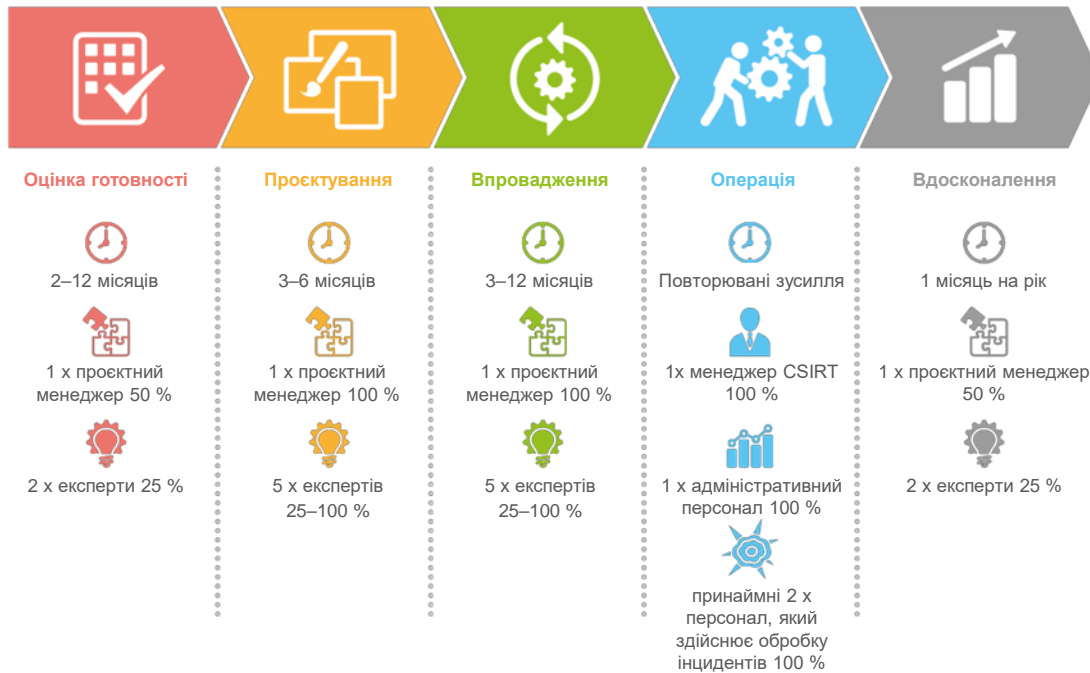 Оцінка готовності
2–12 місяців
1 x проєктний
менеджер 50 %
2 x експерти 25 %
Проєктування
3–6 місяців
1 x проєктний
менеджер 100 %
5 x експертів
25–100 %
Впровадження
3–12 місяців
1 x проєктний
менеджер 100 %
5 x експертів
25–100 %
Операція
Повторювані зусилля
1x менеджер CSIRT
100 %
1 x адміністративний
персонал 100 %
принаймні 2 x
персонал, який
здійснює обробку
інцидентів 100 %
Вдосконалення
1 місяць на рік
1 x проєктний менеджер
50 %
2 x експерти 25 %